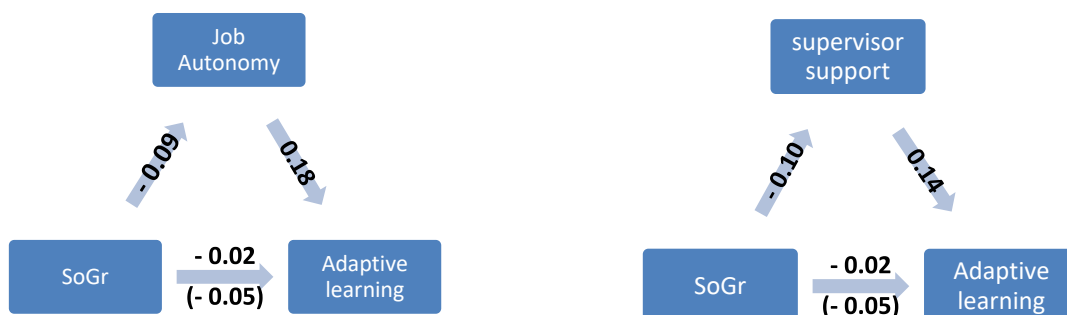 Job
Autonomy
- 0.09
0.18
SoGr
- 0.02
(- 0.05)
Adaptive
learning
supervisor
support
- 0.10
0.14
SoGr
- 0.02
(- 0.05)
Adaptive
learning